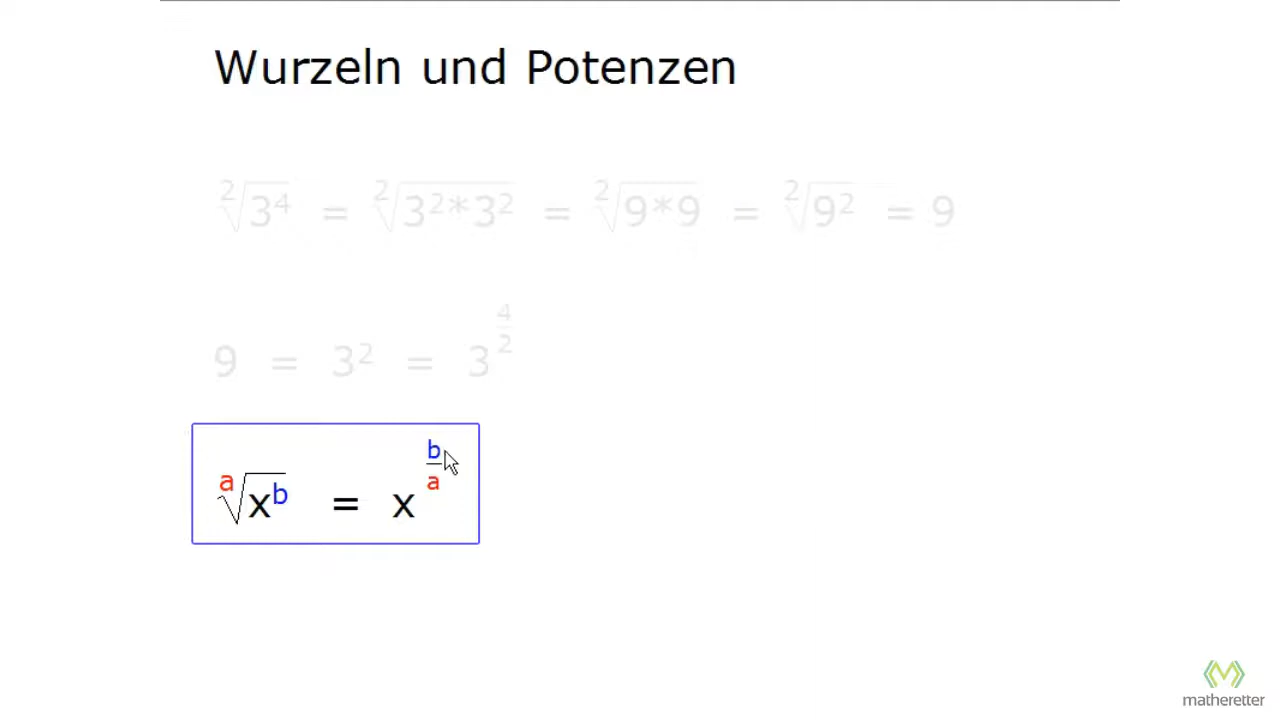 Wurzeln und Potenzen
²√3⁴ = ²√3²*3² = ²√9*9 = ²√9² = 9
9 = 3² = 3^(4/2)
ᵃ√xᵇ = x^(b/a)
matheretter